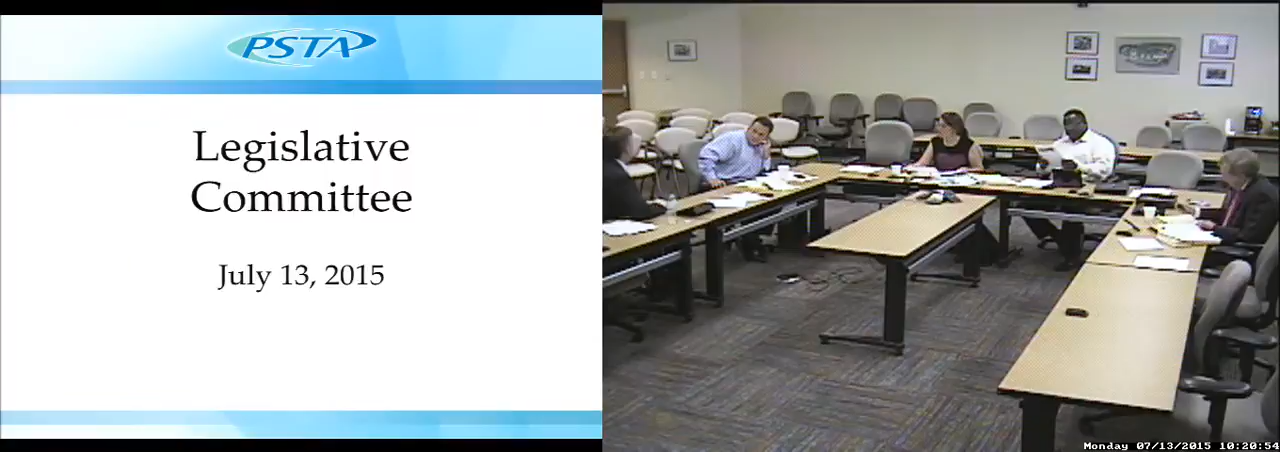 PSTA
Legislative
Committee
July 13, 2015
Monday 07/13/2015 10:20:54